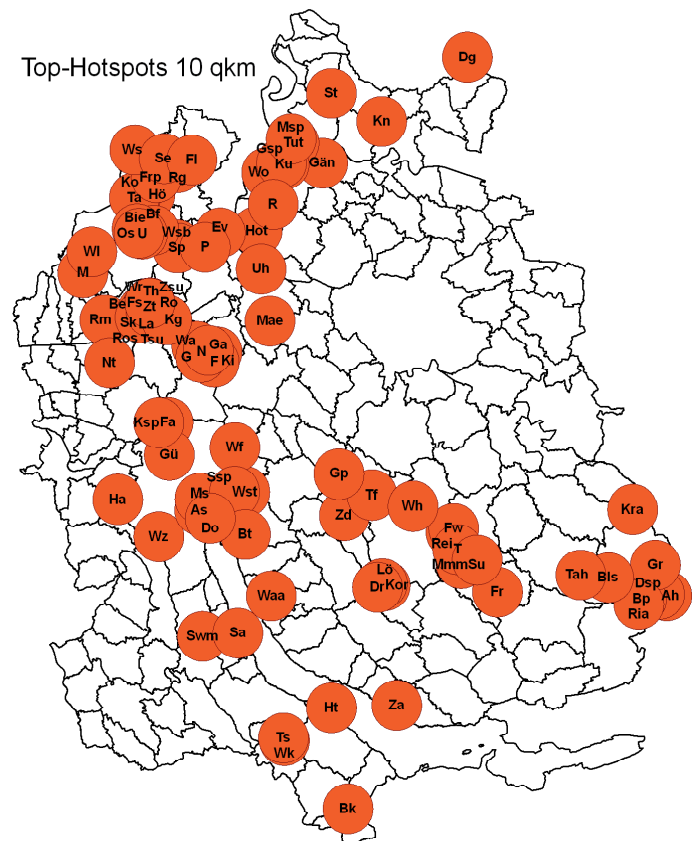 Top-Hotspots 10 qkm
Dg
St
Kn
Msp
Tut
Gsp
Ku
Gän
Wo
Ws
Se
Fl
Frp
Rg
Ko
Hö
Ta
R
Bie
Bf
Os
U
Wsb
Sp
Ev
P
Hot
Wl
M
Uh
Wr
Th
Zsu
Be
Fs
Zt
Ro
Rm
Sk
La
Kg
Ros
Tsu
Mae
Wa
N
Ga
G
F
Ki
Nt
Ksp
Fa
Gü
Wf
Ssp
Wst
Ha
Ms
As
Do
Wz
Bt
Gp
Tf
Zd
Wh
Fw
Rei
T
Mmm
Su
Fr
Lö
Dr
Kor
Kra
Tah
Bls
Gr
Dsp
Bp
Ah
Ria
Waa
Swm
Sa
Ht
Za
Ts
Wk
Bk